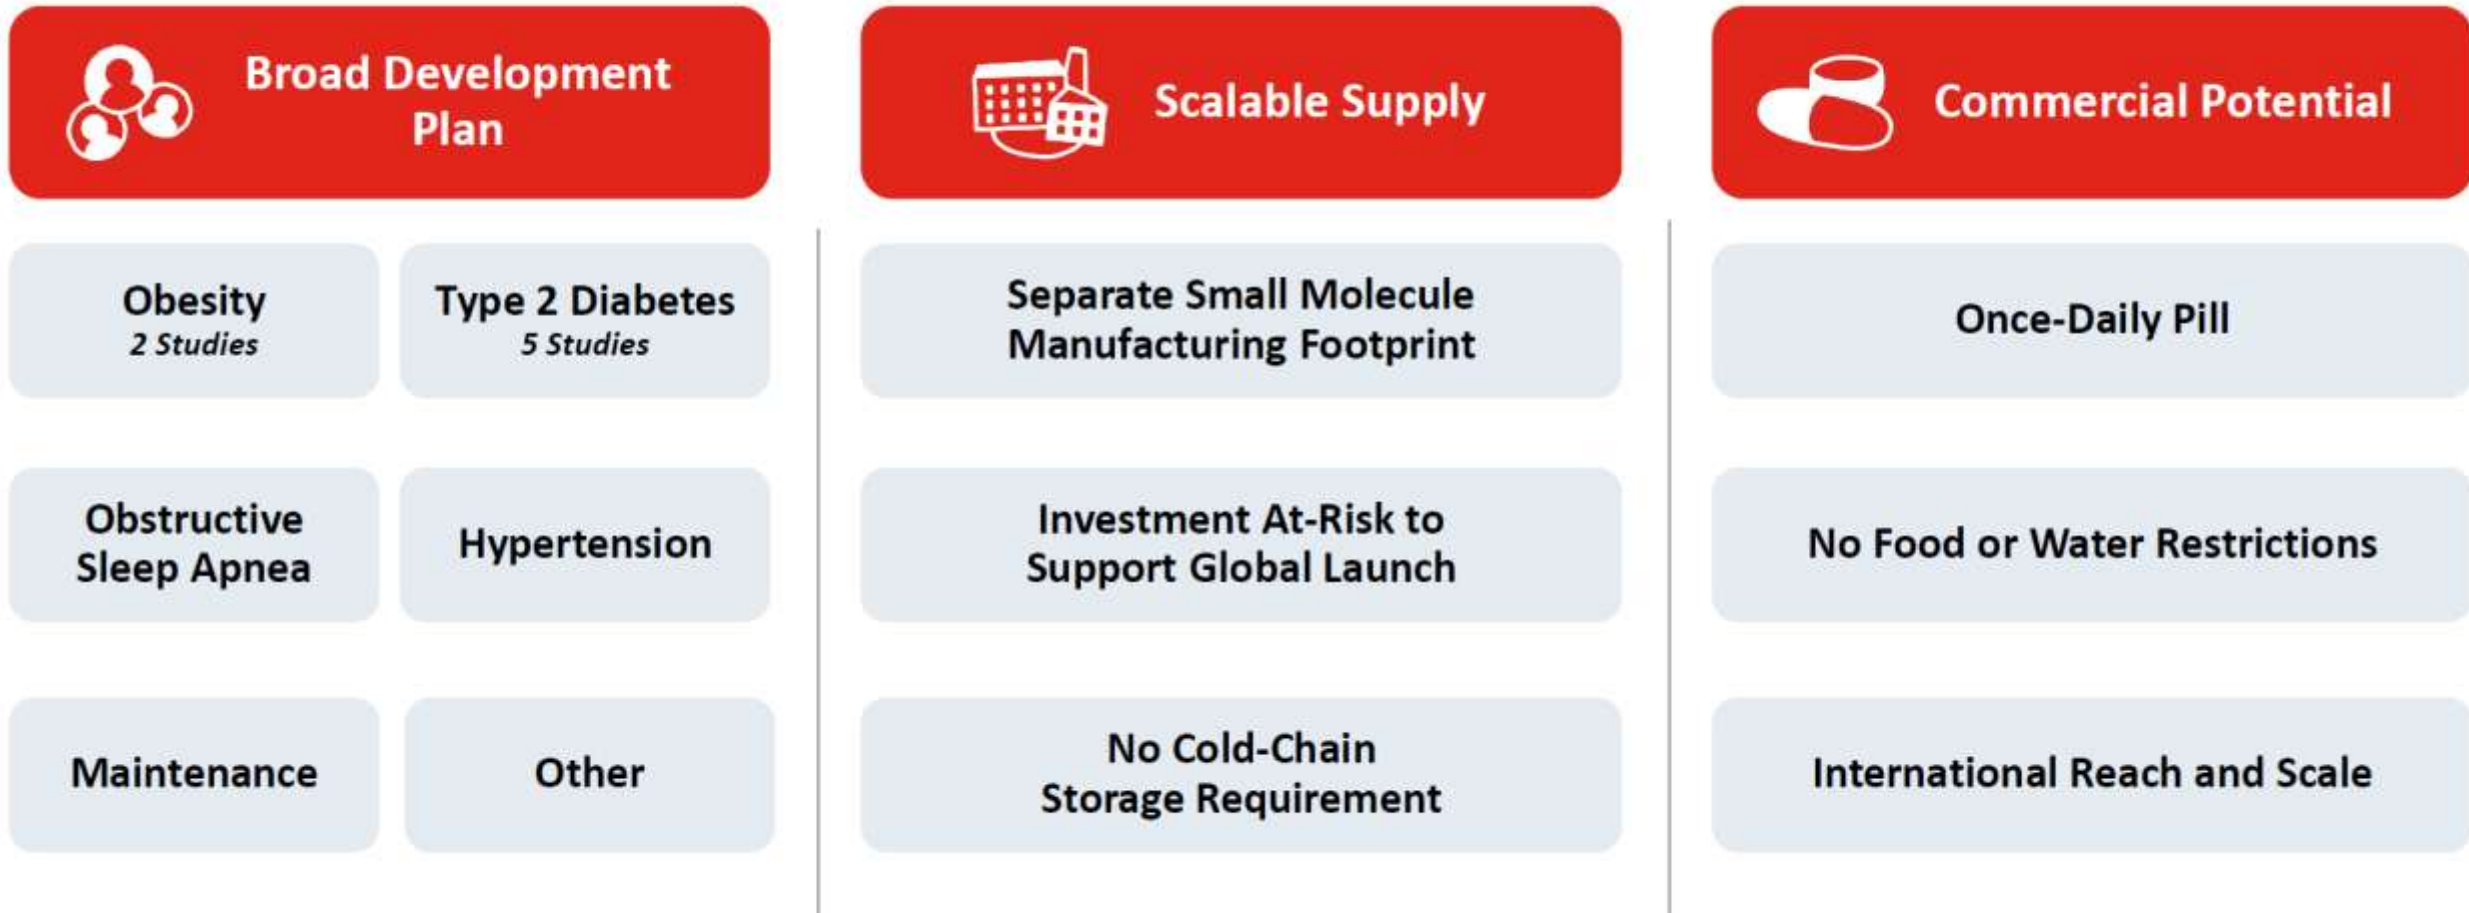 Broad Development
Plan
Obesity
2 Studies
Type 2 Diabetes
5 Studies
Obstructive
Sleep Apnea
Hypertension
Maintenance
Other
Scalable Supply
Separate Small Molecule
Manufacturing Footprint
Investment At-Risk to
Support Global Launch
No Cold-Chain
Storage Requirement
Commercial Potential
Once-Daily Pill
No Food or Water Restrictions
International Reach and Scale